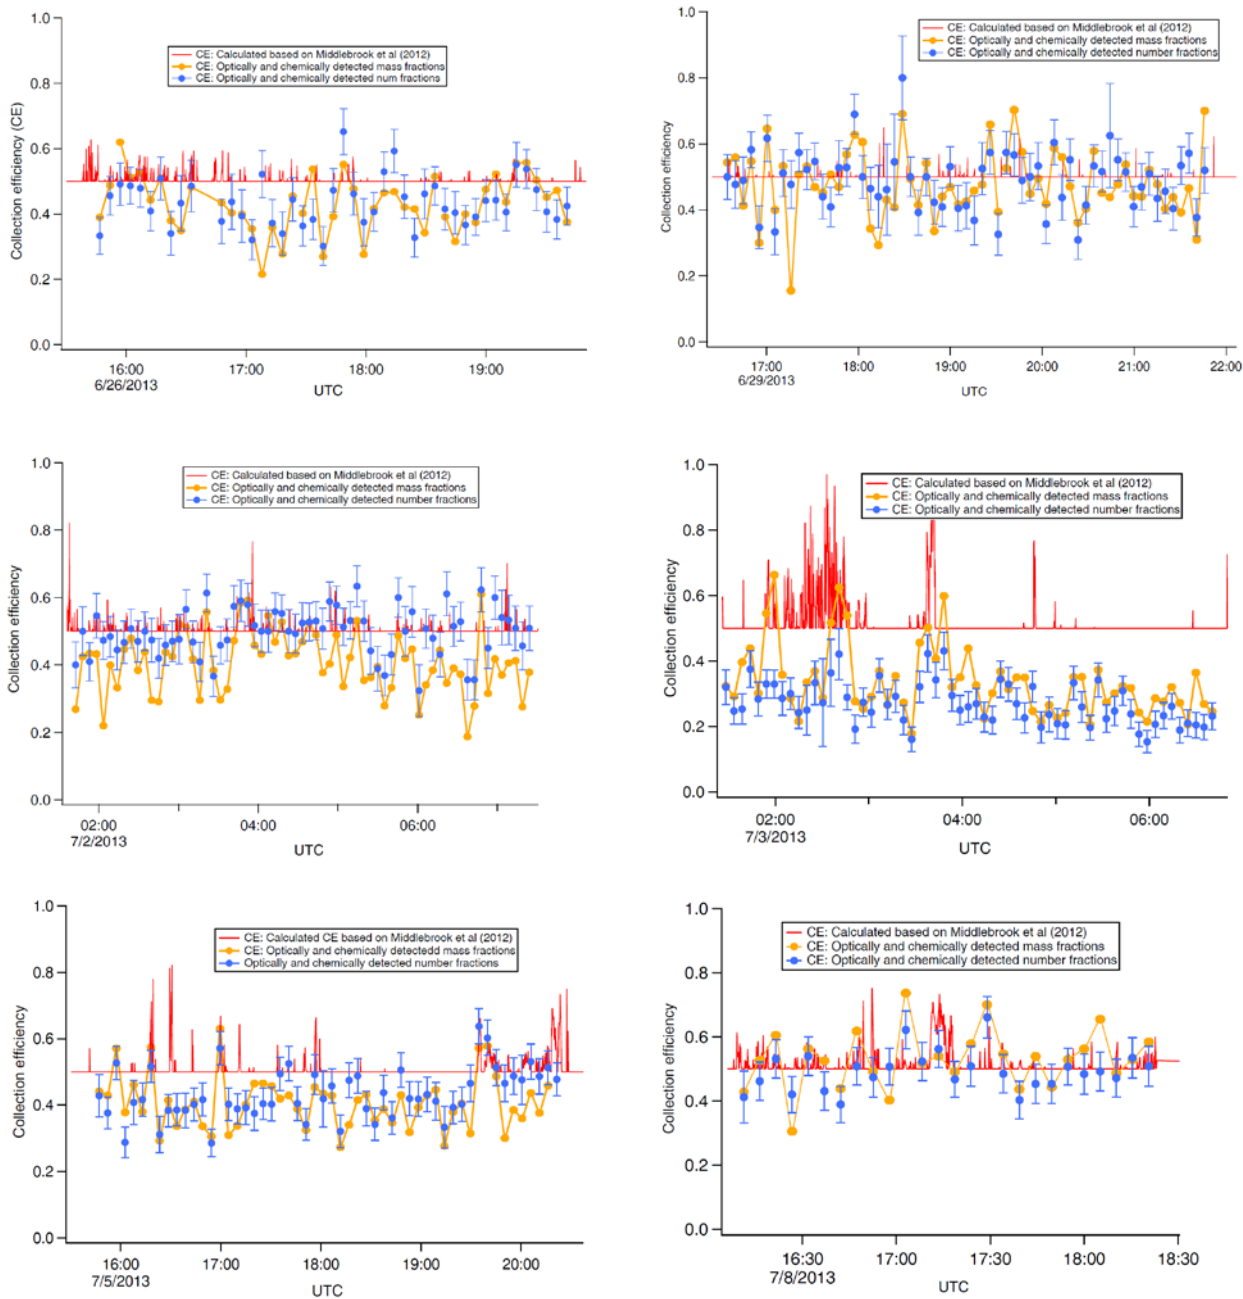 1.0
0.8
0.6
0.4
0.2
0.0
Collection efficiency (CE)
CE: Calculated based on Middlebrook et al (2012)
CE: Optically and chemically detected mass fractions
CE: Optically and chemically detected num fractions
16:00
17:00
18:00
19:00
6/26/2013
UTC
1.0
0.8
0.6
0.4
0.2
0.0
Collection efficiency
CE: Calculated based on Middlebrook et al (2012)
CE: Optically and chemically detected mass fractions
CE: Optically and chemically detected number fractions
17:00
18:00
19:00
20:00
21:00
22:00
6/29/2013
UTC
1.0
0.8
0.6
0.4
0.2
0.0
Collection efficiency
CE: Calculated based on Middlebrook et al (2012)
CE: Optically and chemically detected mass fractions
CE: Optically and chemically detected number fractions
02:00
04:00
06:00
7/2/2013
UTC
1.0
0.8
0.6
0.4
0.2
0.0
Collection efficiency
CE: Calculated based on Middlebrook et al (2012)
CE: Optically and chemically detected mass fractions
CE: Optically and chemically detected number fractions
02:00
04:00
06:00
7/3/2013
UTC
1.0
0.8
0.6
0.4
0.2
0.0
Collection efficiency
CE: Calculated CE based on Middlebrook et al (2012)
CE: Optically and chemically detectedd mass fractions
Optically and chemically detected number fractions
16:00
17:00
18:00
19:00
20:00
7/5/2013
UTC
1.0
0.8
0.6
0.4
0.2
0.0
Collection efficiency
CE: Calculated based on Middlebrook et al (2012)
CE: Optically and chemically detected mass fractions
CE: Optically and chemically detected number fractions
16:30
17:00
17:30
18:00
18:30
7/8/2013
UTC